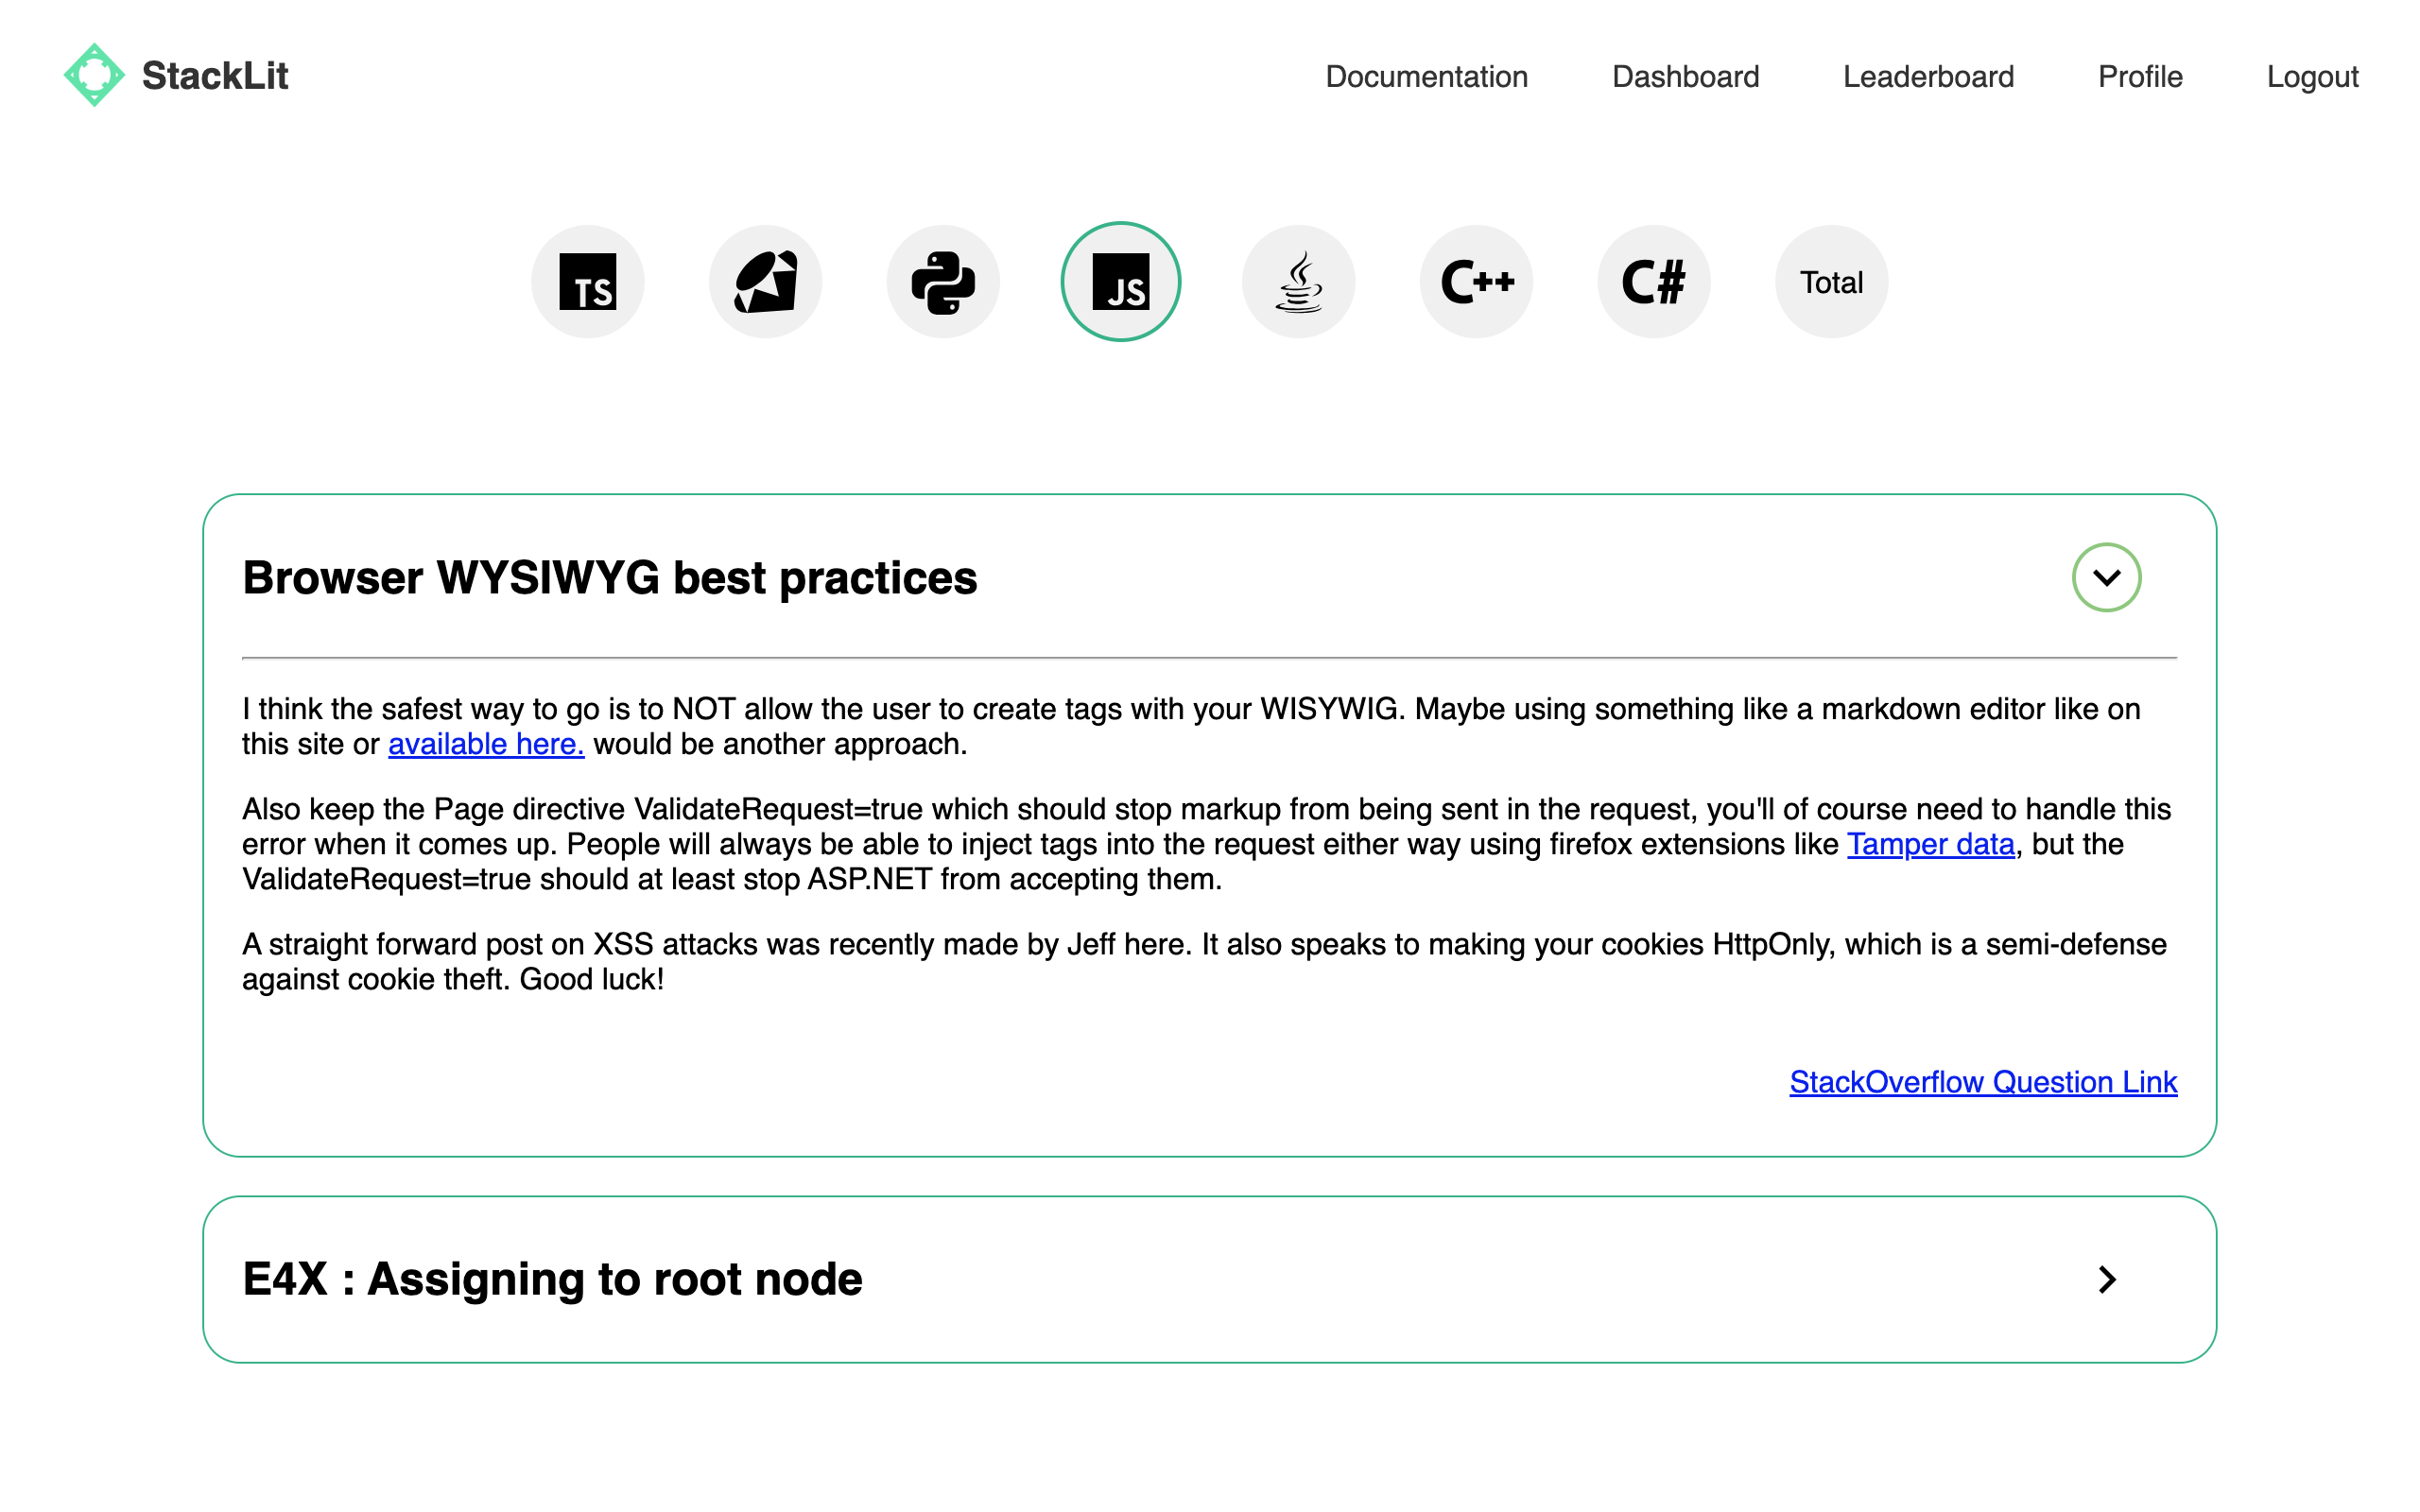 StackLit
Documentation Dashboard Leaderboard Profile Logout
TS JS C++ C# Total
Browser WYSIWYG best practices
I think the safest way to go is to NOT allow the user to create tags with your WISYWIG. Maybe using something like a markdown editor like on
this site or available here. would be another approach.
Also keep the Page directive ValidateRequest=true which should stop markup from being sent in the request, you'll of course need to handle this
error when it comes up. People will always be able to inject tags into the request either way using firefox extensions like Tamper data, but the
ValidateRequest=true should at least stop ASP.NET from accepting them.
A straight forward post on XSS attacks was recently made by Jeff here. It also speaks to making your cookies HttpOnly, which is a semi-defense
against cookie theft. Good luck!
StackOverflow Question Link
E4X : Assigning to root node